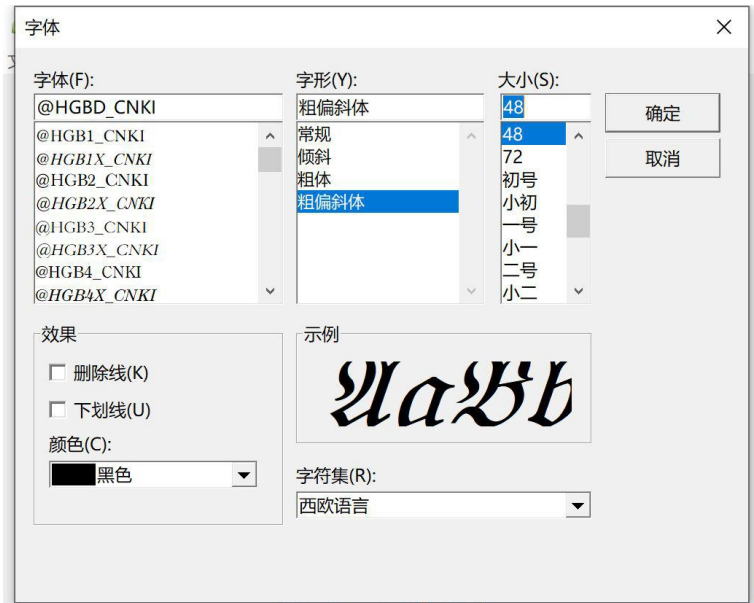 字体
字体(F):
@HGBD_CNKI
@HGB1_CNKI
@HGB1X_CNKI
@HGB2_CNKI
@HGB2X_CNKI
@HGB3_CNKI
@HGB3X_CNKI
@HGB4_CNKI
@HGB4X_CNKI
字形(Y):
粗偏斜体
常规
倾斜
粗体
粗偏斜体
大小(S):
48
48
72
初号
小初
一号
小一
二号
小二
确定
取消
效果
删除线(K)
下划线(U)
颜色(C):
黑色
示例
AaBb
字符集(R):
西欧语言